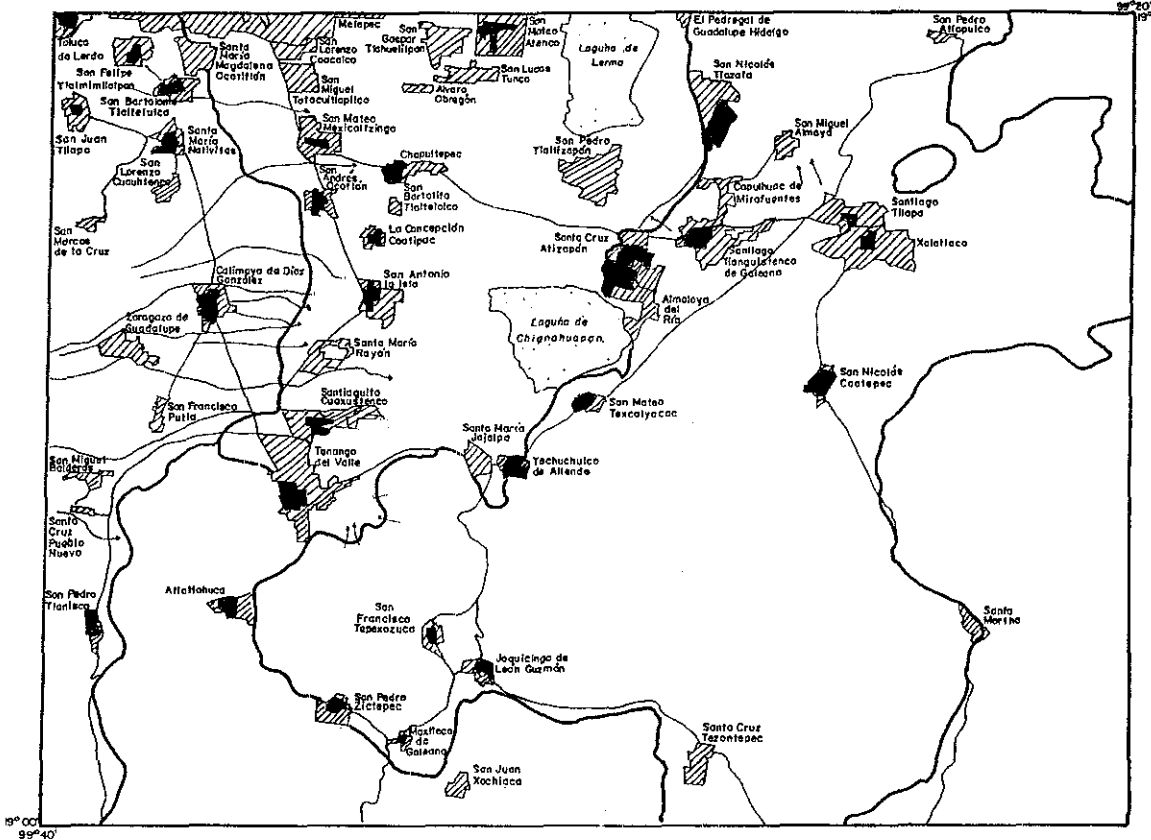 99°20'
19°
Toluca
de Lerdo
San Felipe
Tlalmimilolpan
Santa
María
Magdalena
Ocotitlán
Metepec
San
Lorenzo
Coacalco
San
Miguel
Totocuitlapilco
San
Gaspar
Tlahuelilpan
San
Mateo
Atenco
San Lucas
Tunco
Alvaro
Obregón
Laguna de
Lerma
El Pedregal de
Guadalupe Hidalgo
San Nicolás
Tlazala
San Pedro
Atlapulco
San Bartolomé
Tlaltelulco
San Juan
Tilapa
Santa
María
Nativitas
San
Lorenzo
Cuauhtenco
San Mateo
Mexicaltzingo
San
Andrés
Ocotlán
Chapultepec
San
Bartolito
Tlaltelolco
San Pedro
Tlaltizapán
San Miguel
Almaya
Capulhuac de
Mirafuentes
Santiago
Tilapa
Xalatlaco
San
Marcos
de la Cruz
La Concepción
Coatipac
Santa Cruz
Atizapán
Santiago
Tianguistenco
de Galeana
Calimaya de Díaz
González
San Antonio
la Isla
Almoloya
del
Río
Zaragoza de
Guadalupe
Laguna de
Chignahuapan
Santa María
Rayón
San Nicolás
Coatepec
San Francisco
Putla
Santiaguito
Cuaxustenco
San Mateo
Texcalyacac
Santa María
Jajalpa
Tenango
del Valle
Techuchulco
de Allende
San Miguel
Balderas
Santa
Cruz
Pueblo
Nuevo
San Pedro
Tlanisco
Atlatlahuca
San
Francisco
Tepexozuca
Santa
Martha
Joquicingo de
León Guzmán
San Pedro
Zictepec
Maxtleca
de
Galeana
Santa Cruz
Tezontepec
San Juan
Xochiaca
19°00'
99°40'